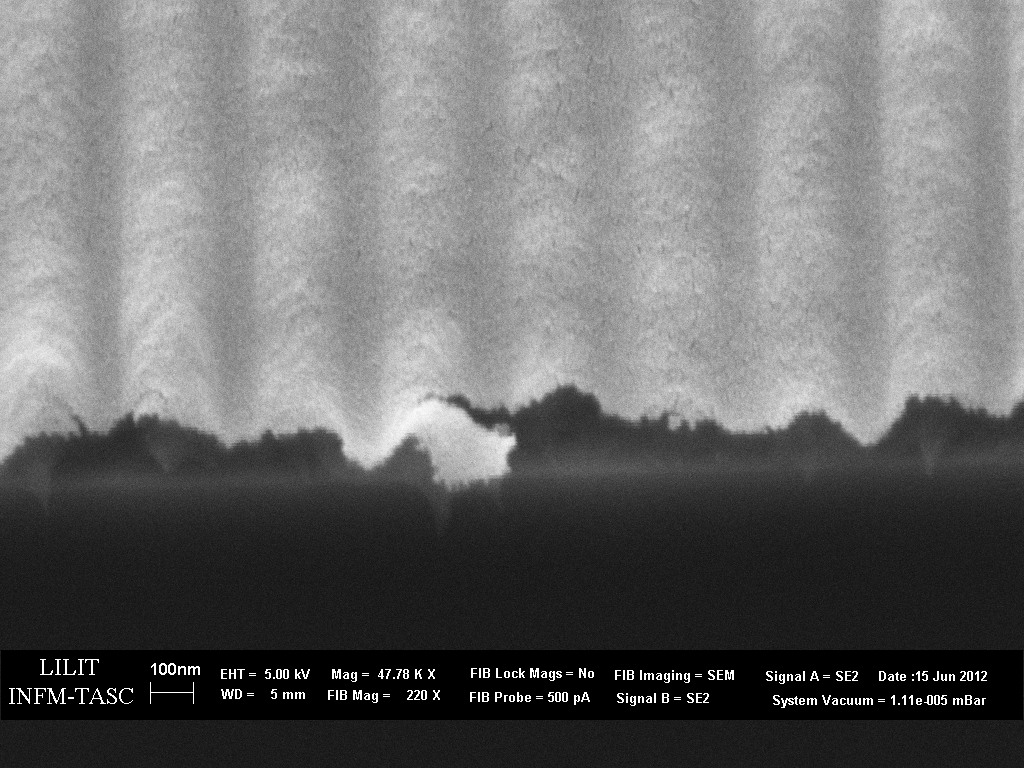 LILIT
INFM-TASC
100nm
EHT = 5.00 kV
WD = 5 mm
Mag = 47.78 K X
FIB Mag = 220 X
FIB Lock Mags = No
FIB Probe = 500 pA
FIB Imaging = SEM
Signal B = SE2
Signal A = SE2
Date :15 Jun 2012
System Vacuum = 1.11e-005 mBar